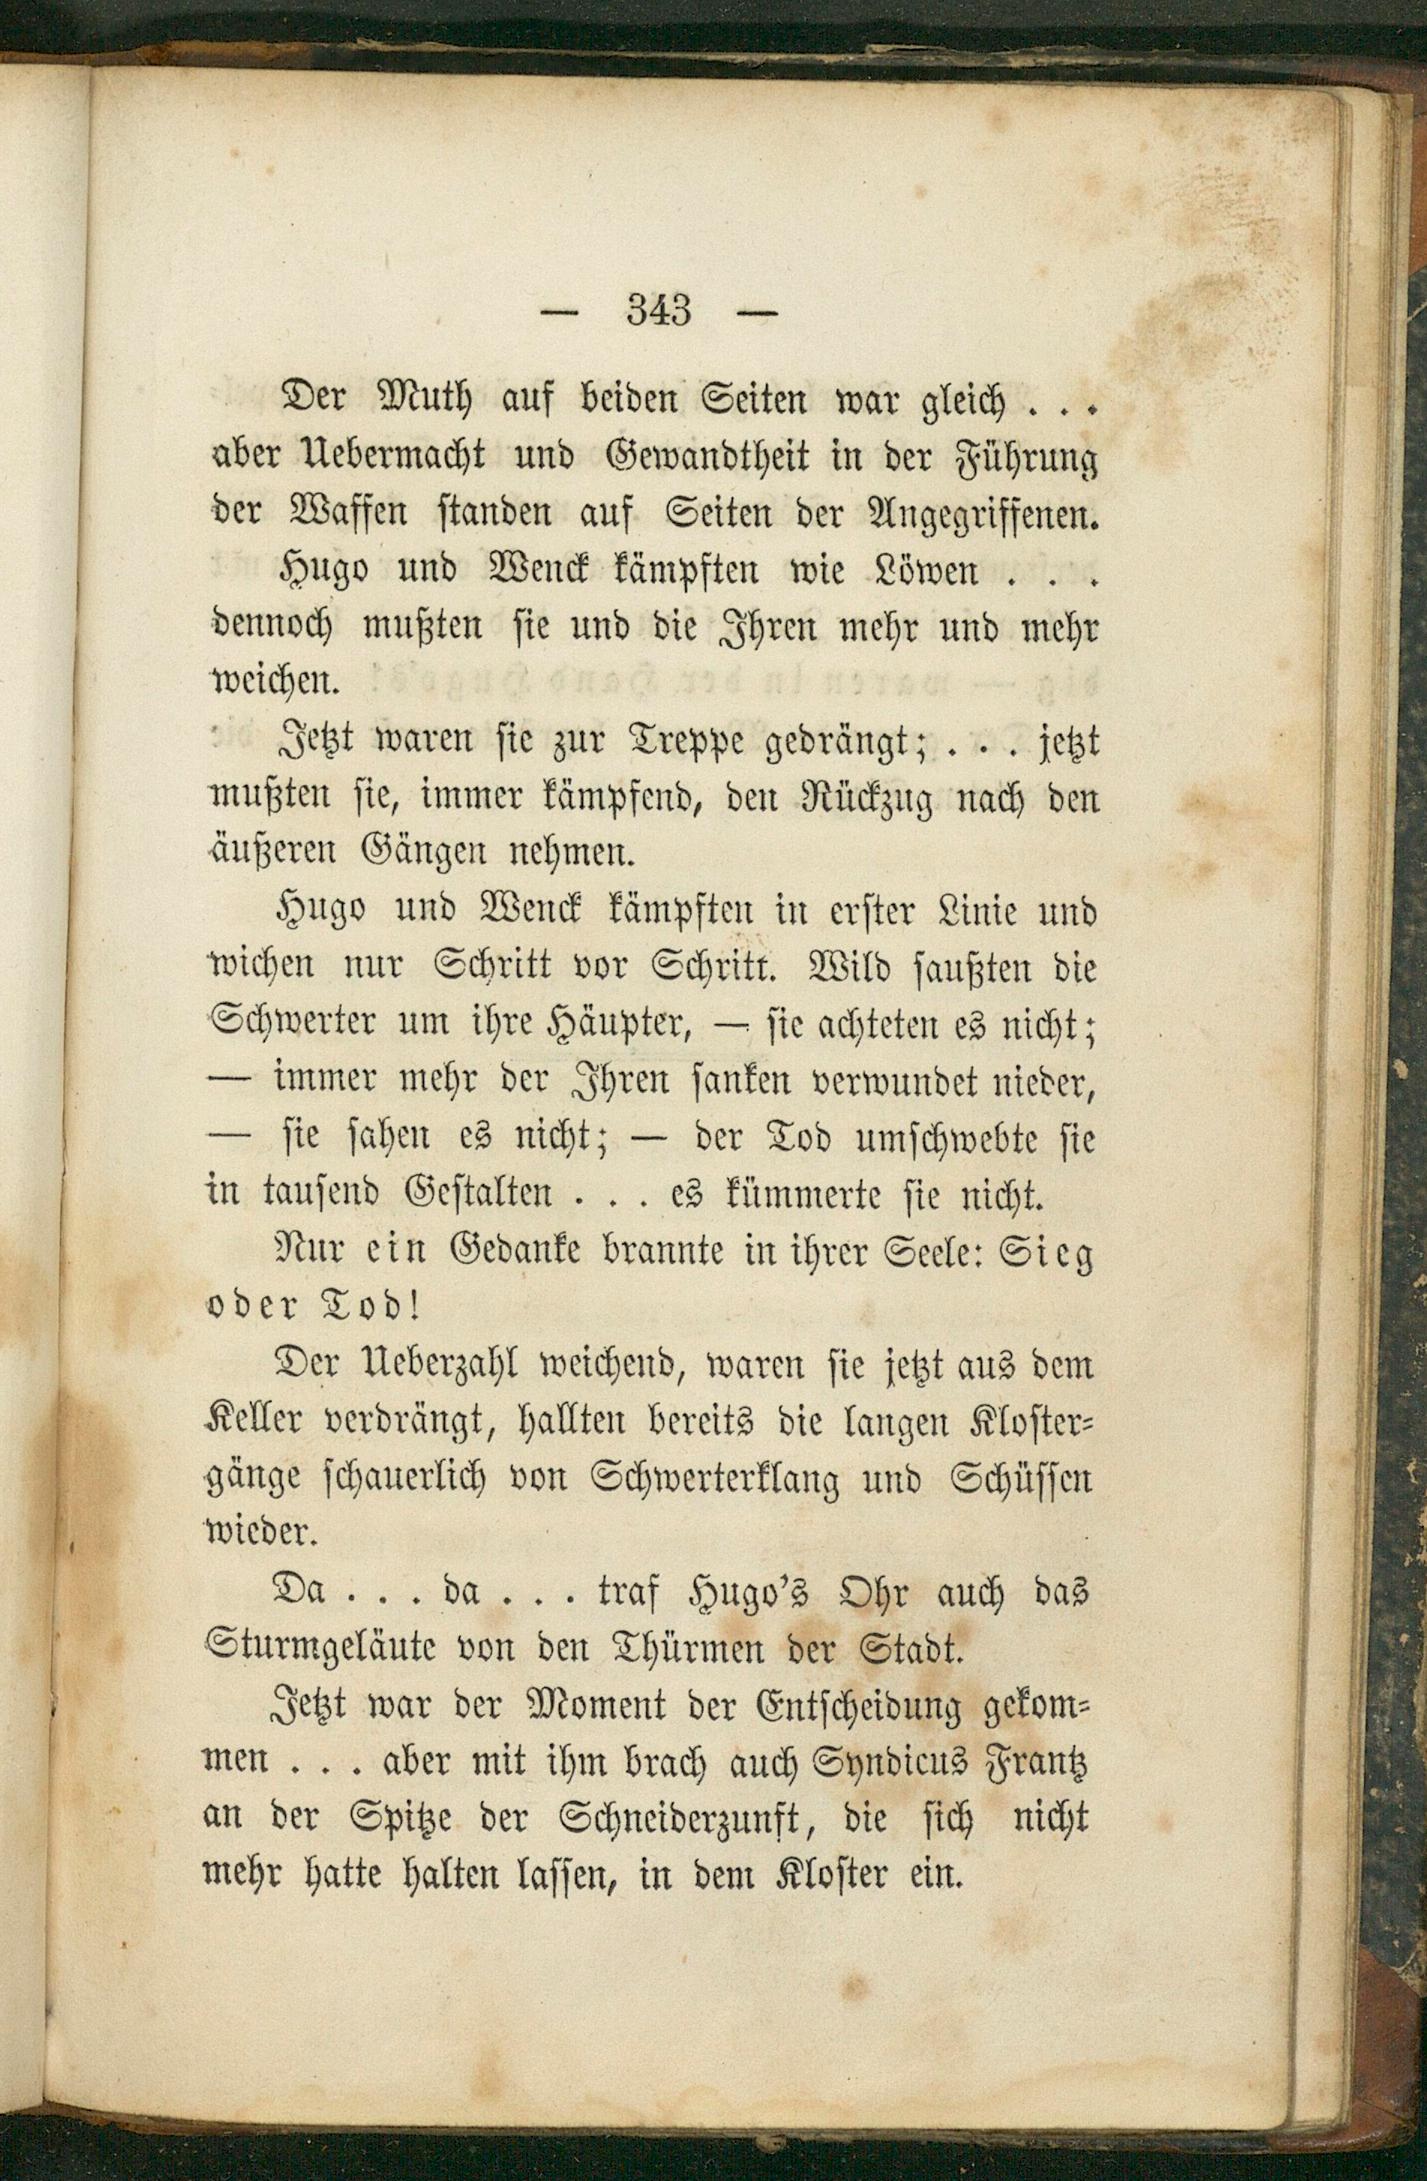 — 343 —
Der Muth auf beiden Seiten war gleich . . .
aber Uebermacht und Gewandtheit in der Führung
der Waffen standen auf Seiten der Angegriffenen.
Hugo und Wenck kämpften wie Löwen . . .
dennoch mußten sie und die Ihren mehr und mehr
weichen.
Jetzt waren sie zur Treppe gedrängt; . . . jetzt
mußten sie, immer kämpfend, den Rückzug nach den
äußeren Gängen nehmen.
Hugo und Wenck kämpften in erster Linie und
wichen nur Schritt vor Schritt. Wild saußten die
Schwerter um ihre Häupter, — sie achteten es nicht;
— immer mehr der Ihren sanken verwundet nieder,
— sie sahen es nicht; — der Tod umschwebte sie
in tausend Gestalten . . . es kümmerte sie nicht.
Nur ein Gedanke brannte in ihrer Seele: Sieg
oder Tod!
Der Ueberzahl weichend, waren sie jetzt aus dem
Keller verdrängt, hallten bereits die langen Kloster-
gänge schauerlich von Schwerterklang und Schüssen
wieder.
Da . . . da . . . traf Hugo's Ohr auch das
Sturmgeläute von den Thürmen der Stadt.
Jetzt war der Moment der Entscheidung gekom-
men . . . aber mit ihm brach auch Syndicus Frantz
an der Spitze der Schneiderzunft, die sich nicht
mehr hatte halten lassen, in dem Kloster ein.